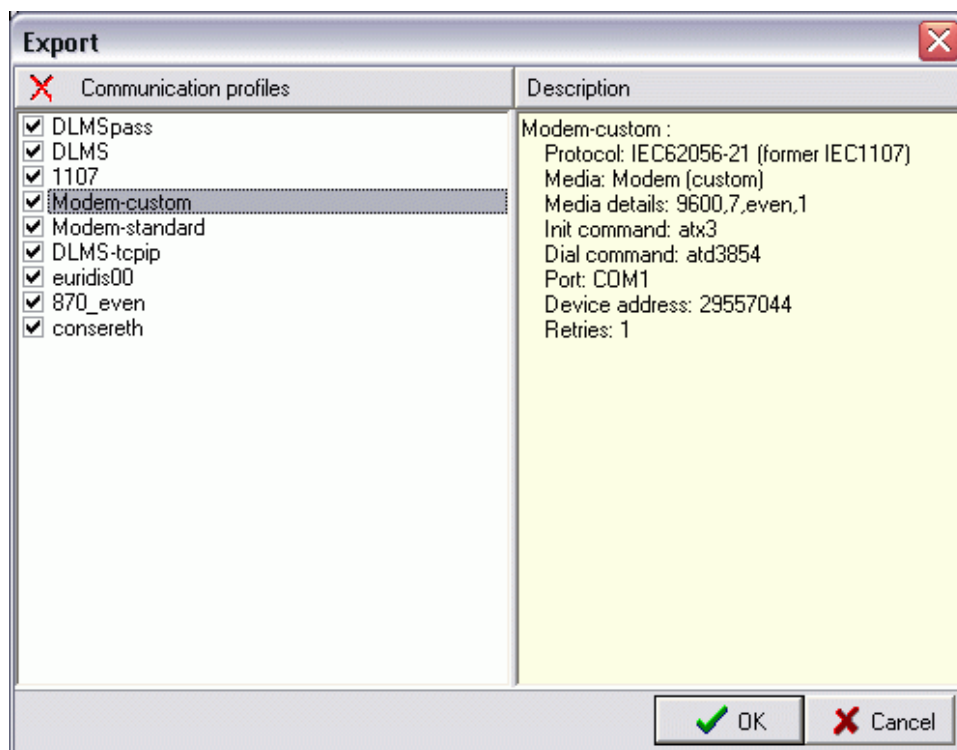 Export
Communication profiles
Description
DLMSpass
DLMS
1107
Modem-custom
Modem-standard
DLMS-tcpip
euridis00
870_even
consereth
Modem-custom :
Protocol: IEC62056-21 (former IEC1107)
Media: Modem (custom)
Media details: 9600,7,even,1
Init command: atx3
Dial command: atd3854
Port: COM1
Device address: 29557044
Retries: 1
OK
Cancel